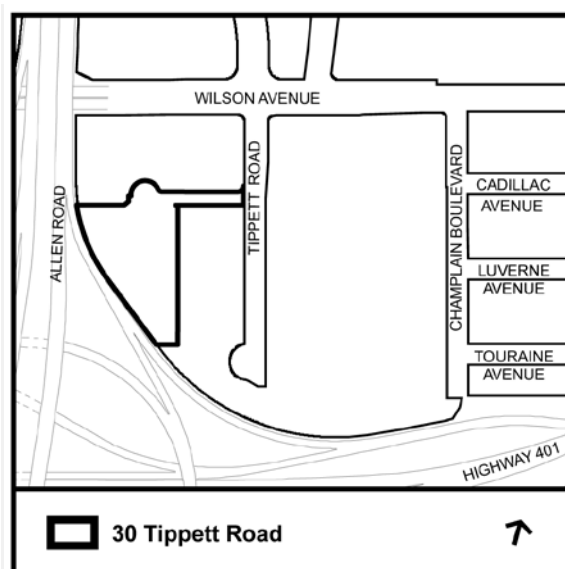 WILSON AVENUE
ALLEN ROAD
TIPPETT ROAD
CHAMPLAIN BOULEVARD
CADILLAC
AVENUE
LUVERNE
AVENUE
TOURAINE
AVENUE
HIGHWAY 401
30 Tippett Road